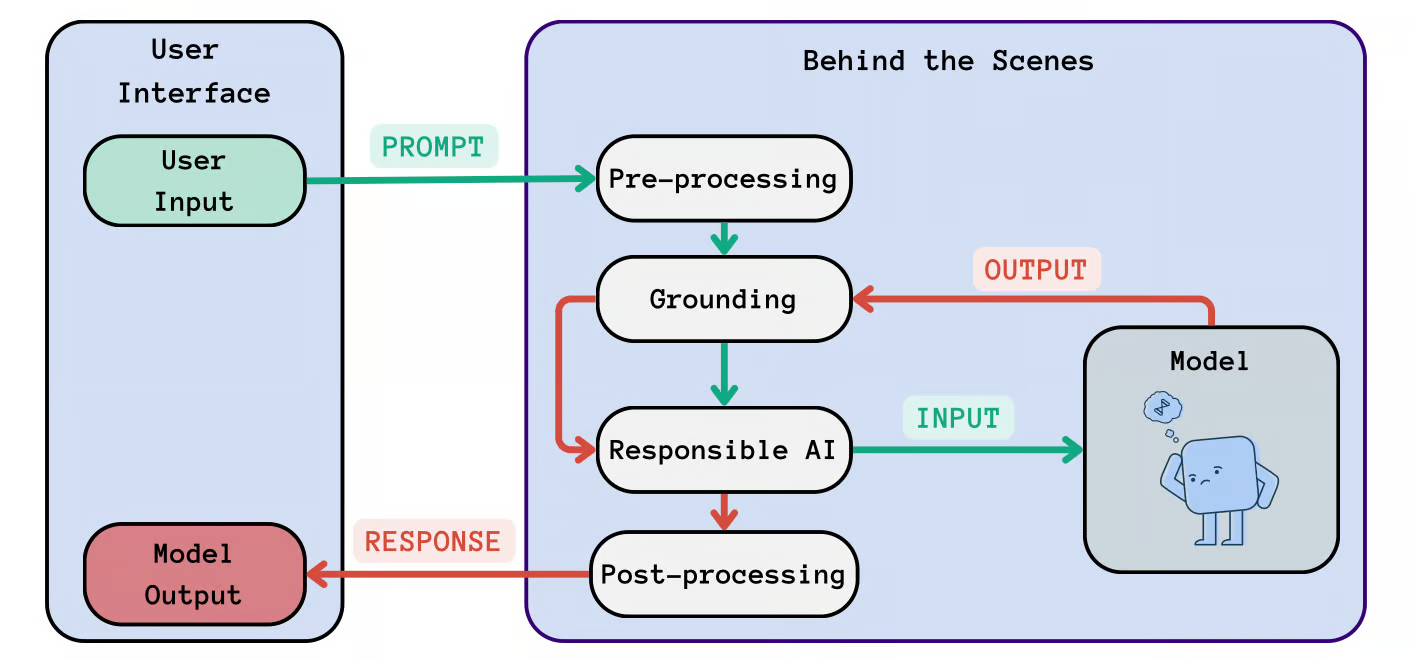 User
Interface
Behind the Scenes
User
Input
PROMPT
Pre-processing
Grounding
OUTPUT
Model
Responsible AI
INPUT
Model
Output
RESPONSE
Post-processing